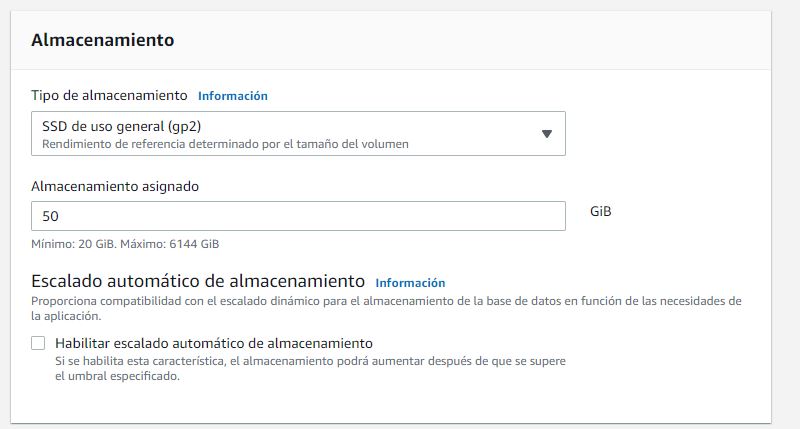 Almacenamiento
Tipo de almacenamiento Información
SSD de uso general (gp2)
Rendimiento de referencia determinado por el tamaño del volumen
Almacenamiento asignado
50
GiB
Mínimo: 20 GiB. Máximo: 6144 GiB
Escalado automático de almacenamiento Información
Proporciona compatibilidad con el escalado dinámico para el almacenamiento de la base de datos en función de las necesidades de
la aplicación.
Habilitar escalado automático de almacenamiento
Si se habilita esta característica, el almacenamiento podrá aumentar después de que se supere
el umbral especificado.